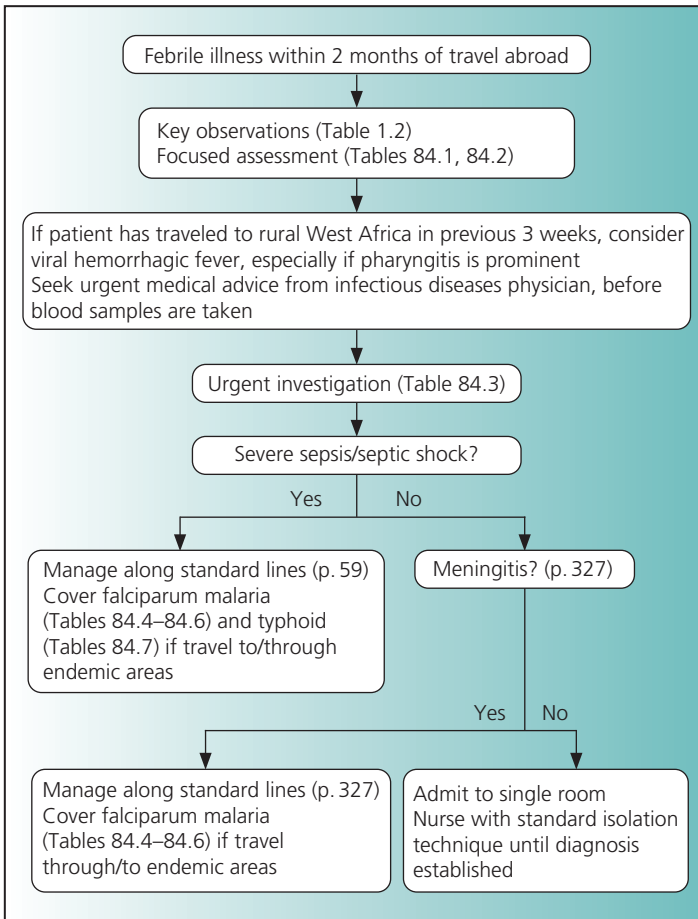 Febrile illness within 2 months of travel abroad
Key observations (Table 1.2)
Focused assessment (Tables 84.1, 84.2)
If patient has traveled to rural West Africa in previous 3 weeks, consider
viral hemorrhagic fever, especially if pharyngitis is prominent
Seek urgent medical advice from infectious diseases physician, before
blood samples are taken
Urgent investigation (Table 84.3)
Severe sepsis/septic shock?
Yes
No
Manage along standard lines (p. 59)
Cover falciparum malaria
(Tables 84.4–84.6) and typhoid
(Tables 84.7) if travel to/through
endemic areas
Meningitis? (p. 327)
Yes
No
Manage along standard lines (p. 327)
Cover falciparum malaria
(Tables 84.4–84.6) if travel
through/to endemic areas
Admit to single room
Nurse with standard isolation
technique until diagnosis
established